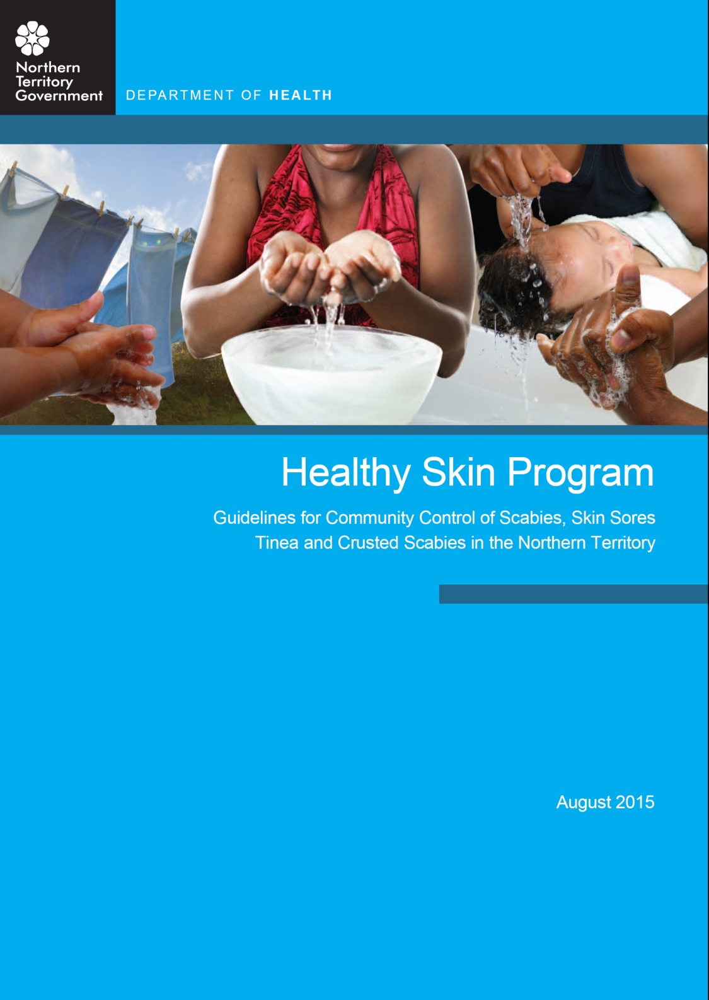 Northern
Territory
Government
DEPARTMENT OF HEALTH
Healthy Skin Program
Guidelines for Community Control of Scabies, Skin Sores
Tinea and Crusted Scabies in the Northern Territory
August 2015